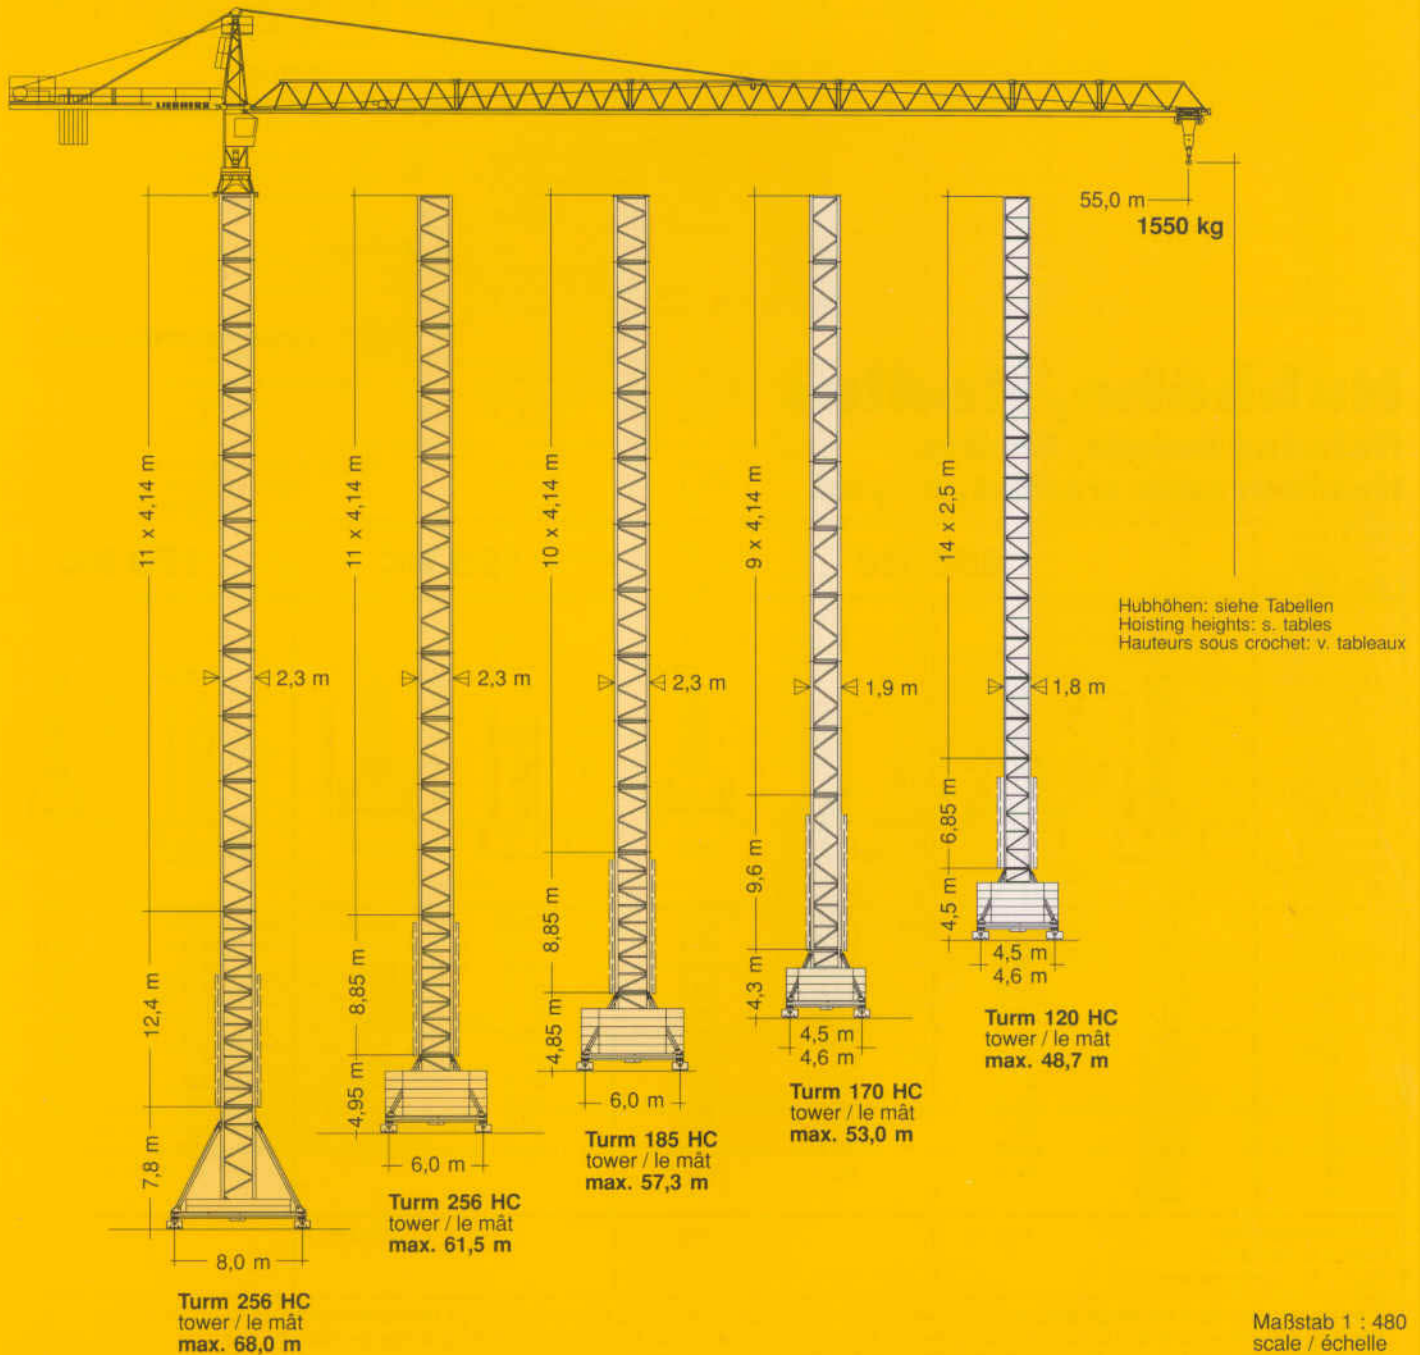 LIEBHERR
55,0 m
1550 kg
11 x 4,14 m
11 x 4,14 m
10 x 4,14 m
9 x 4,14 m
14 x 2,5 m
Hubhöhen: siehe Tabellen
Hoisting heights: s. tables
Hauteurs sous crochet: v. tableaux
2,3 m
2,3 m
2,3 m
1,9 m
1,8 m
12,4 m
7,8 m
8,0 m
Turm 256 HC
tower / le mât
max. 68,0 m
8,85 m
4,95 m
6,0 m
Turm 256 HC
tower / le mât
max. 61,5 m
8,85 m
4,85 m
6,0 m
Turm 185 HC
tower / le mât
max. 57,3 m
9,6 m
4,3 m
4,5 m
4,6 m
Turm 170 HC
tower / le mât
max. 53,0 m
6,85 m
4,5 m
4,5 m
4,6 m
Turm 120 HC
tower / le mât
max. 48,7 m
Maßstab 1 : 480
scale / échelle